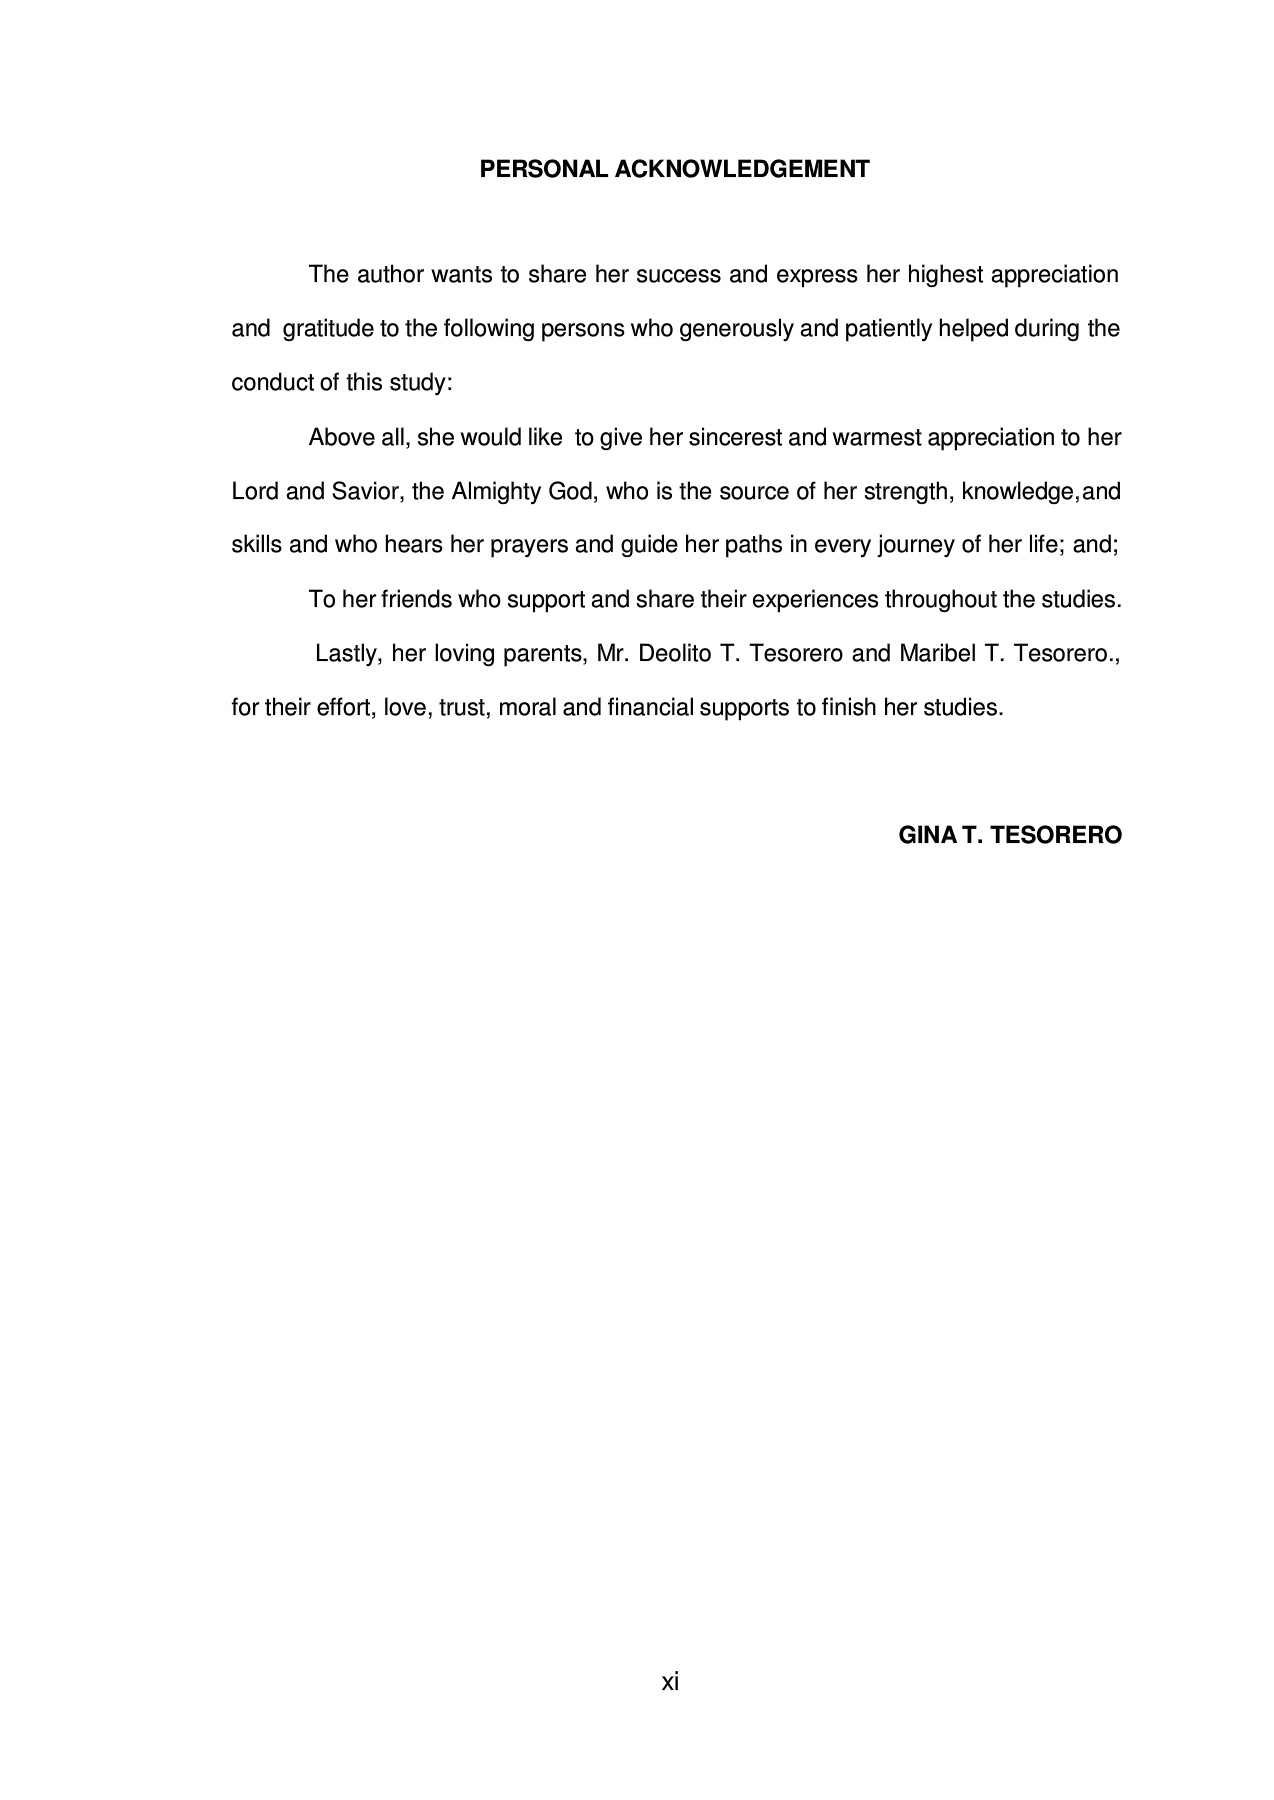 PERSONAL ACKNOWLEDGEMENT
The author wants to share her success and express her highest appreciation
and gratitude to the following persons who generously and patiently helped during the
conduct of this study:
Above all, she would like to give her sincerest and warmest appreciation to her
Lord and Savior, the Almighty God, who is the source of her strength, knowledge,and
skills and who hears her prayers and guide her paths in every journey of her life; and;
To her friends who support and share their experiences throughout the studies.
Lastly, her loving parents, Mr. Deolito T. Tesorero and Maribel T. Tesorero.,
for their effort, love, trust, moral and financial supports to finish her studies.
GINA T. TESORERO
xi